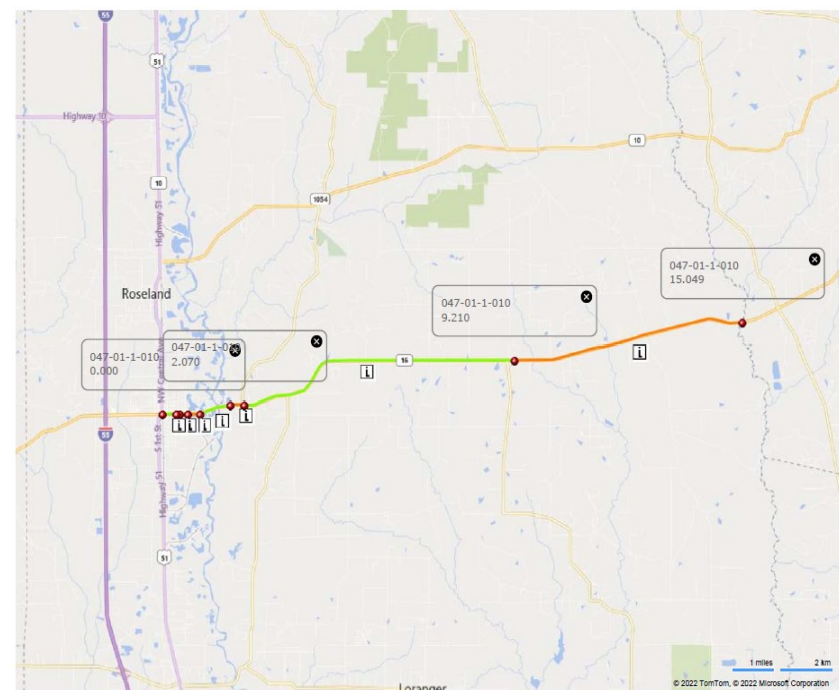 55
51
Highway 10
Highway 51
10
10
1054
047-01-1-010
15.049
Roseland
047-01-1-010
9.210
NW Central Ave
047-01-1-010
0.000
047-01-1-010
2.070
16
i
i
i i i i i
55
S 1st St
Highway 51
51
Loranger
1 miles 2 km
© 2022 TomTom, © 2022 Microsoft Corporation